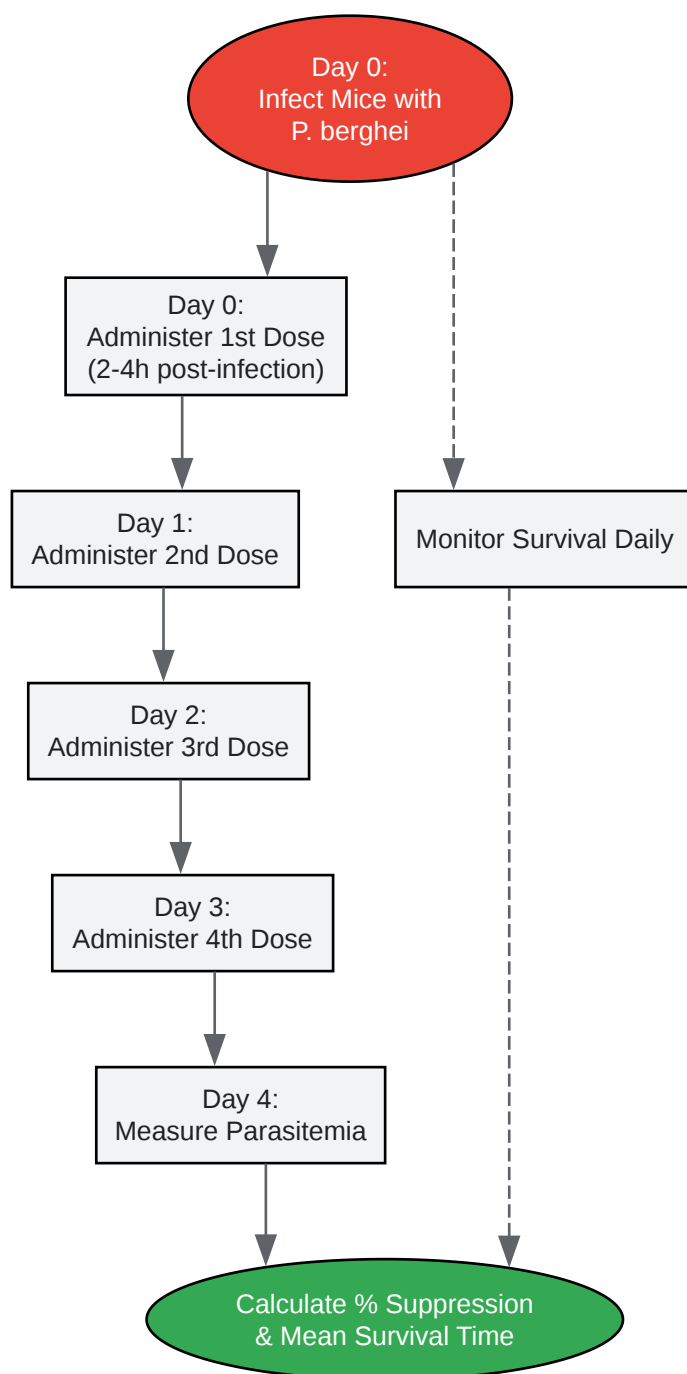 Day 0:
Infect Mice with
P. berghei
Day 0:
Administer 1st Dose
(2-4h post-infection)
Day 1:
Administer 2nd Dose
Monitor Survival Daily
Day 2:
Administer 3rd Dose
Day 3:
Administer 4th Dose
Day 4:
Measure Parasitemia
Calculate % Suppression
& Mean Survival Time